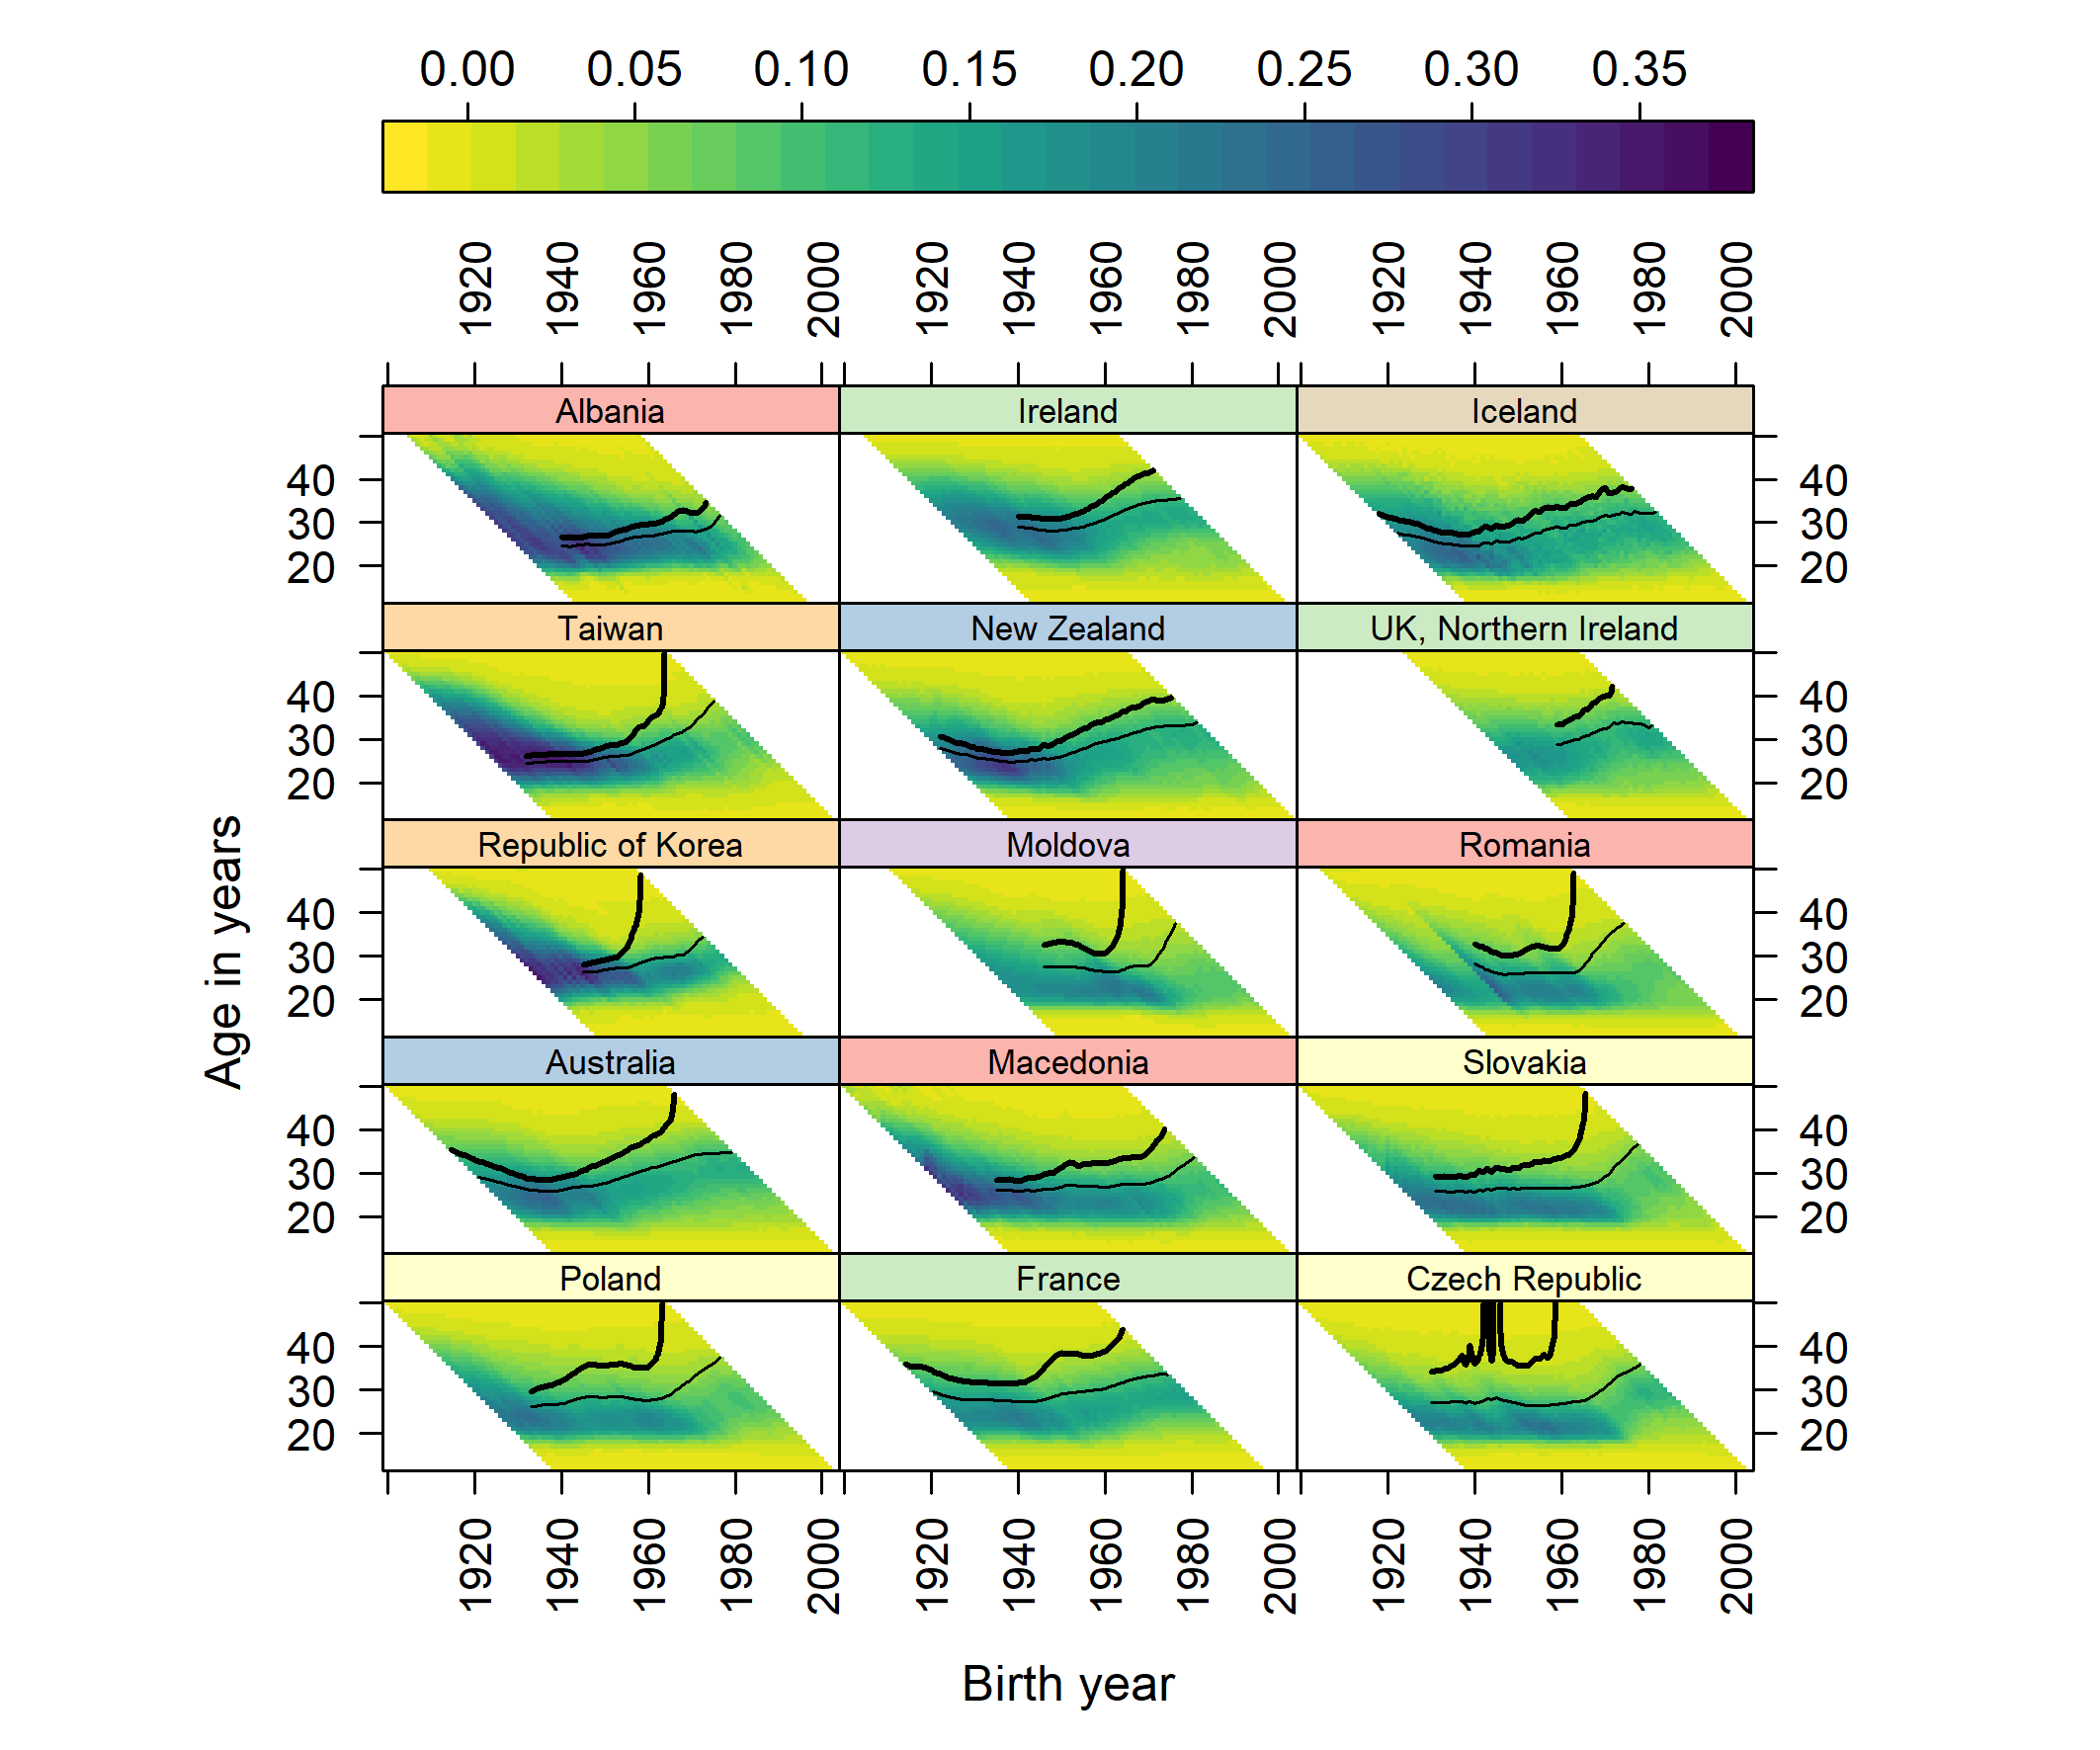 0.00 0.05 0.10 0.15 0.20 0.25 0.30 0.35
1920 1940 1960 1980 2000 1920 1940 1960 1980 2000 1920 1940 1960 1980 2000
Albania Ireland Iceland
40 40
30 30
20 20
Taiwan New Zealand UK, Northern Ireland
40 40
30 30
20 20
Republic of Korea Moldova Romania
40 40
30 30
20 20
Australia Macedonia Slovakia
40 40
30 30
20 20
Poland France Czech Republic
40 40
30 30
20 20
1920 1940 1960 1980 2000 1920 1940 1960 1980 2000 1920 1940 1960 1980 2000
Age in years
Birth year